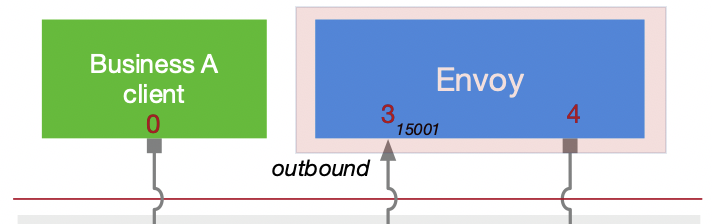 Business A
client
0
Envoy
3
15001
4
outbound